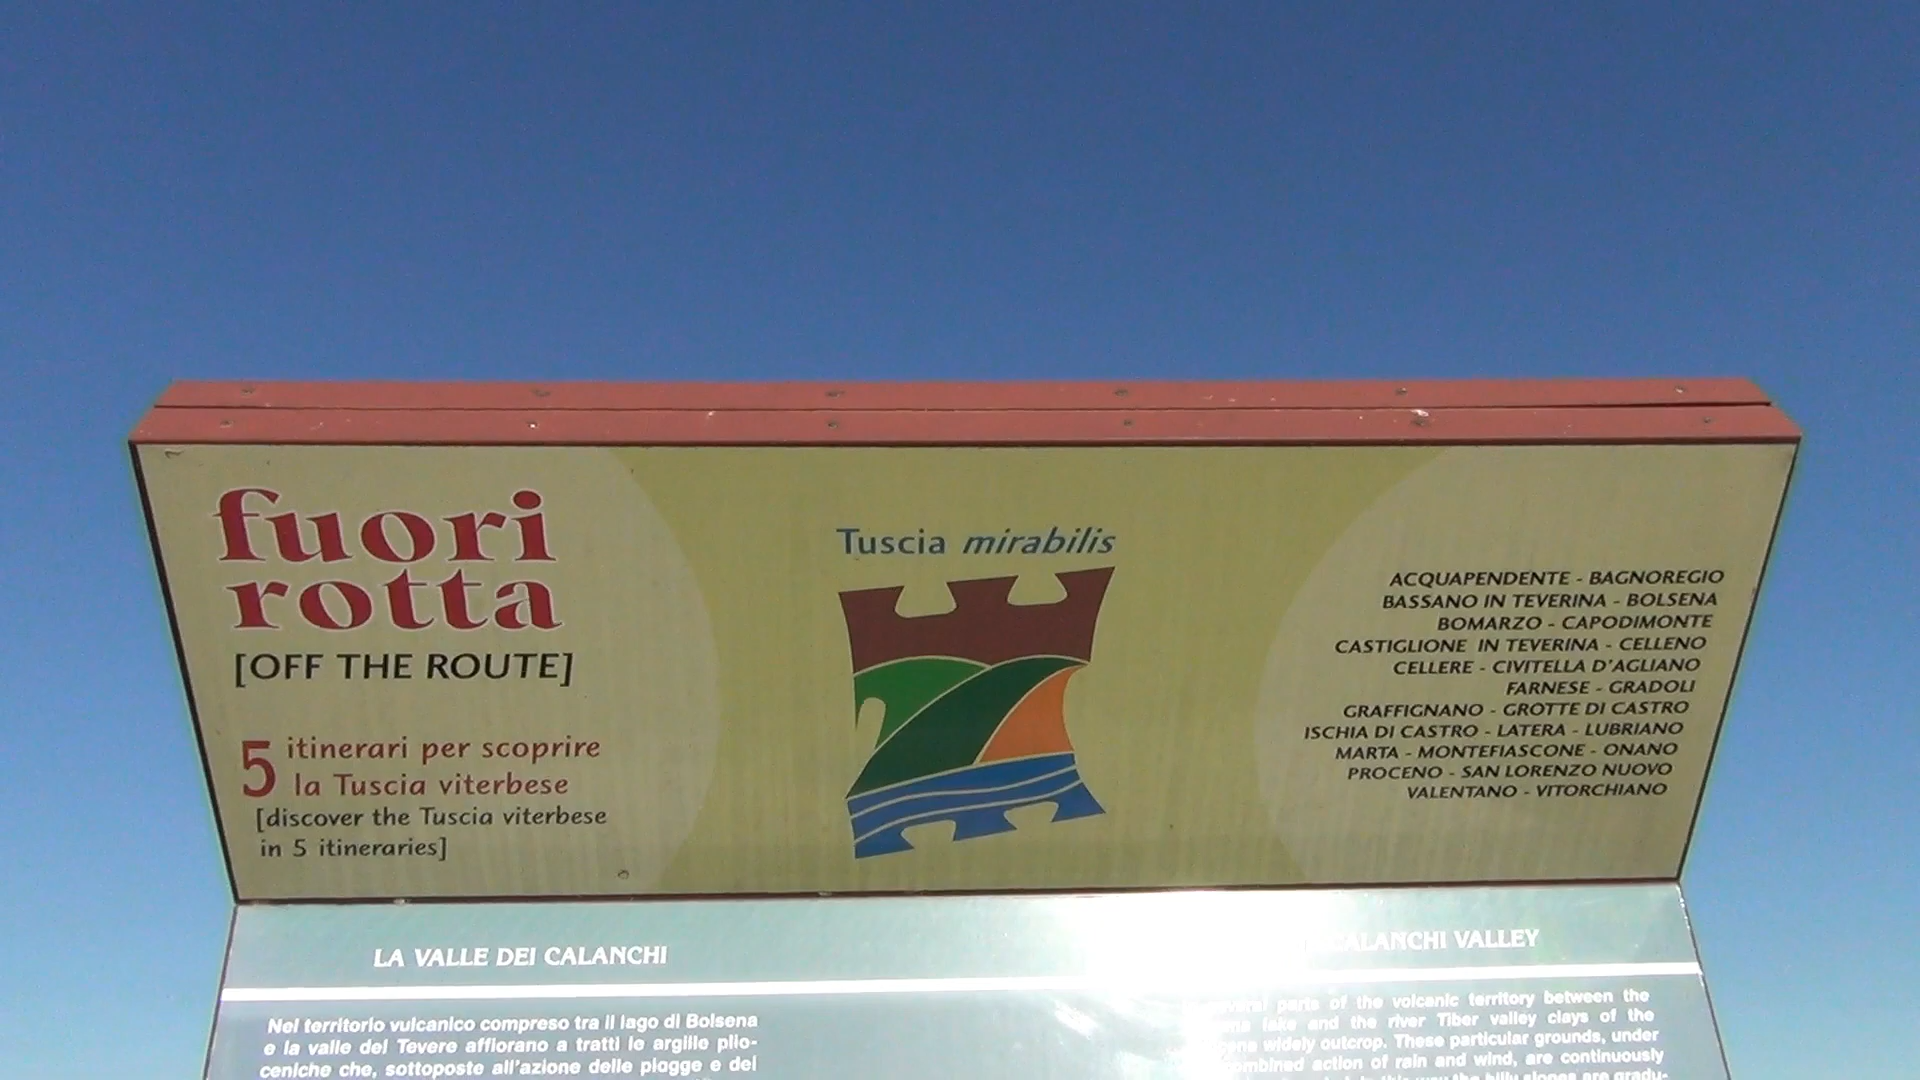 fuori
rotta
[OFF THE ROUTE]
5 itinerari per scoprire
la Tuscia viterbese
[discover the Tuscia viterbese
in 5 itineraries]
Tuscia mirabilis
ACQUAPENDENTE - BAGNOREGIO
BASSANO IN TEVERINA - BOLSENA
BOMARZO - CAPODIMONTE
CASTIGLIONE IN TEVERINA - CELLENO
CELLERE - CIVITELLA D'AGLIANO
FARNESE - GRADOLI
GRAFFIGNANO - GROTTE DI CASTRO
ISCHIA DI CASTRO - LATERA - LUBRIANO
MARTA - MONTEFIASCONE - ONANO
PROCENO - SAN LORENZO NUOVO
VALENTANO - VITORCHIANO
LA VALLE DEI CALANCHI
Nel territorio vulcanico compreso tra il lago di Bolsena
e la valle del Tevere affiorano a tratti le argille plio-
ceniche che, sottoposte all'azione delle piogge e del
CALANCHI VALLEY
parts of the volcanic territory between the
lake and the river Tiber valley clays of the
widely outcrop. These particular grounds, under
combined action of rain and wind, are continuously
the hilly slopes are gradu-